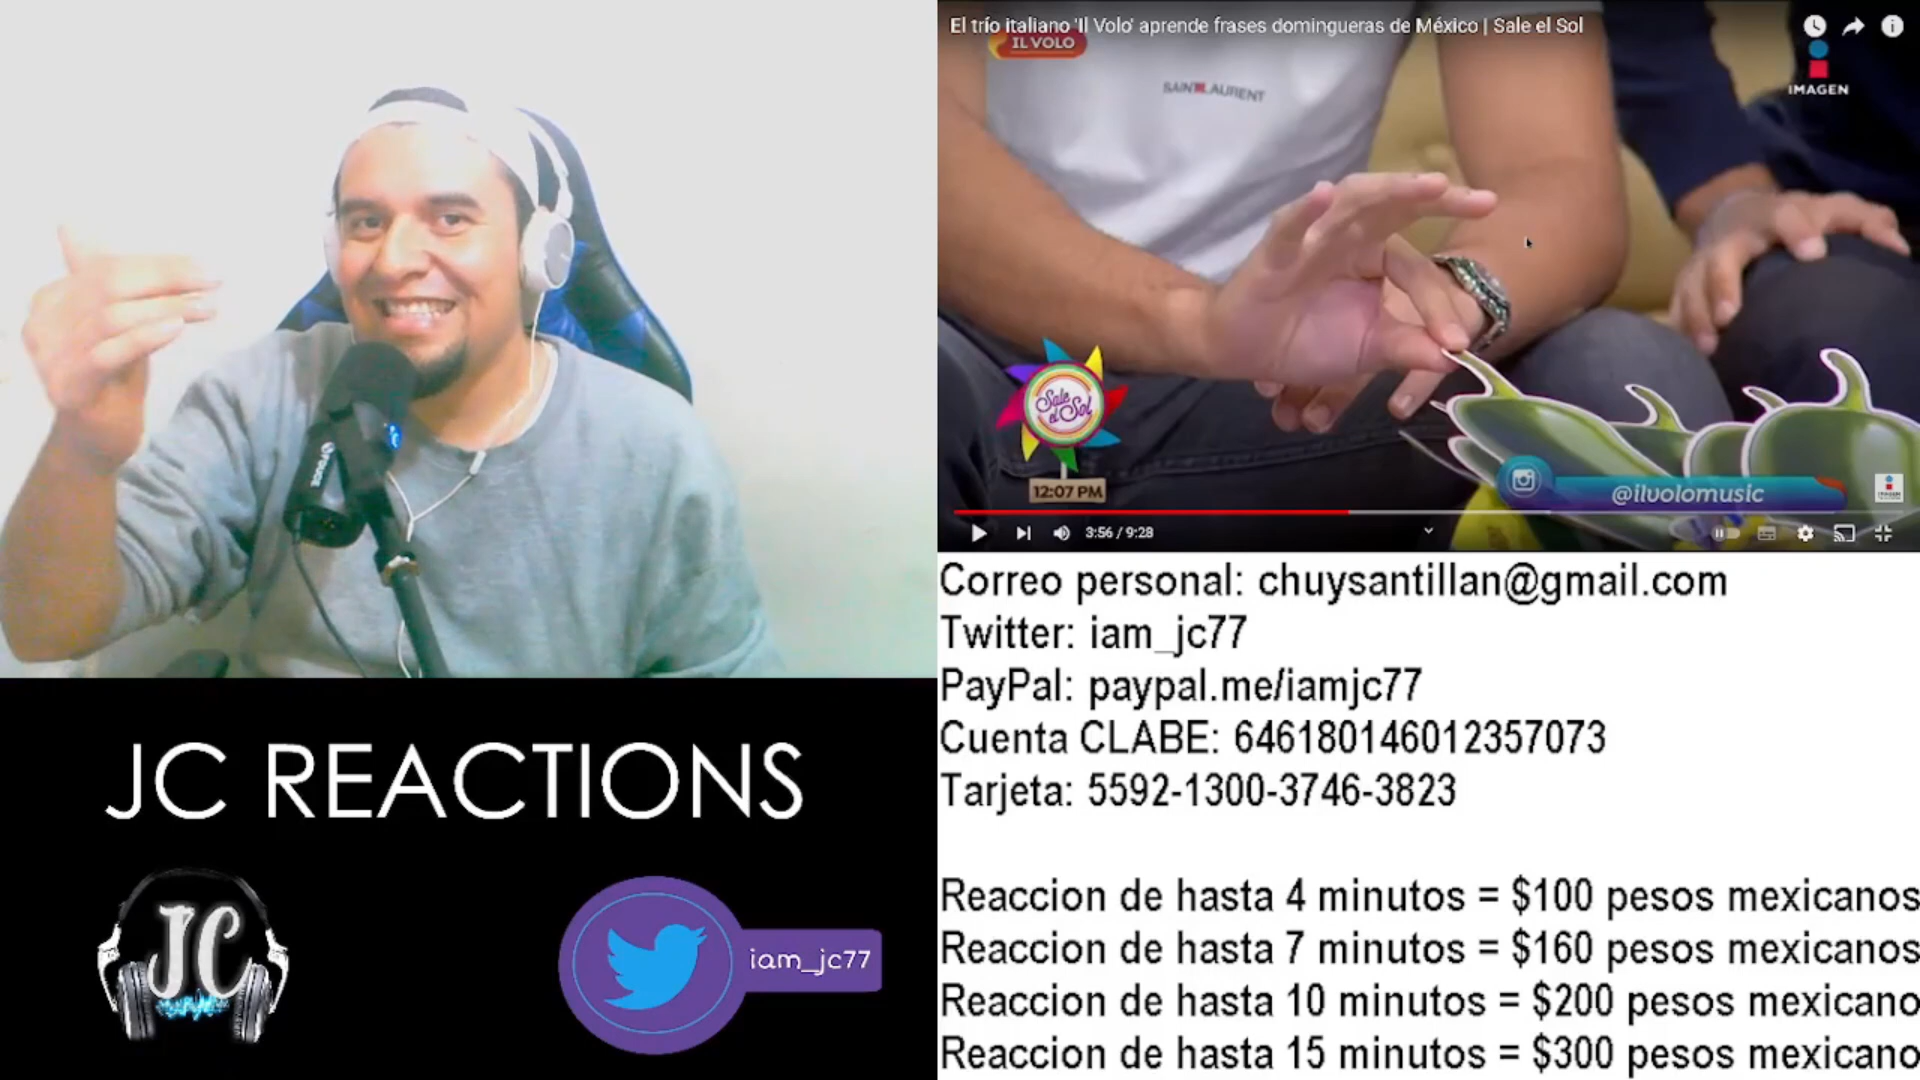 El trío italiano 'Il Volo' aprende frases domingueras de México | Sale el Sol
IL VOLO
IMAGEN
SAINT LAURENT
Sale el Sol
12:07 PM
@ilvolomusic
3:56 / 9:28
Correo personal: chuysantillan@gmail.com
Twitter: iam_jc77
PayPal: paypal.me/iamjc77
Cuenta CLABE: 646180146012357073
Tarjeta: 5592-1300-3746-3823
Reaccion de hasta 4 minutos = $100 pesos mexicanos
Reaccion de hasta 7 minutos = $160 pesos mexicanos
Reaccion de hasta 10 minutos = $200 pesos mexicano
Reaccion de hasta 15 minutos = $300 pesos mexicano
JC REACTIONS
JC
iam_jc77